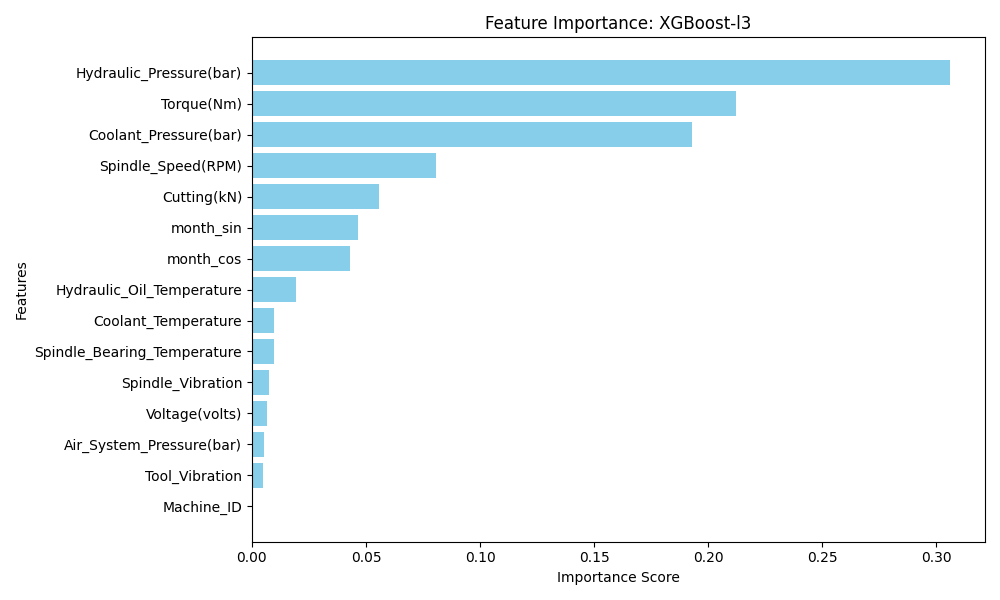 Feature Importance: XGBoost-l3
Hydraulic_Pressure(bar)
Torque(Nm)
Coolant_Pressure(bar)
Spindle_Speed(RPM)
Cutting(kN)
month_sin
month_cos
Hydraulic_Oil_Temperature
Coolant_Temperature
Spindle_Bearing_Temperature
Spindle_Vibration
Voltage(volts)
Air_System_Pressure(bar)
Tool_Vibration
Machine_ID
Features
0.00 0.05 0.10 0.15 0.20 0.25 0.30
Importance Score